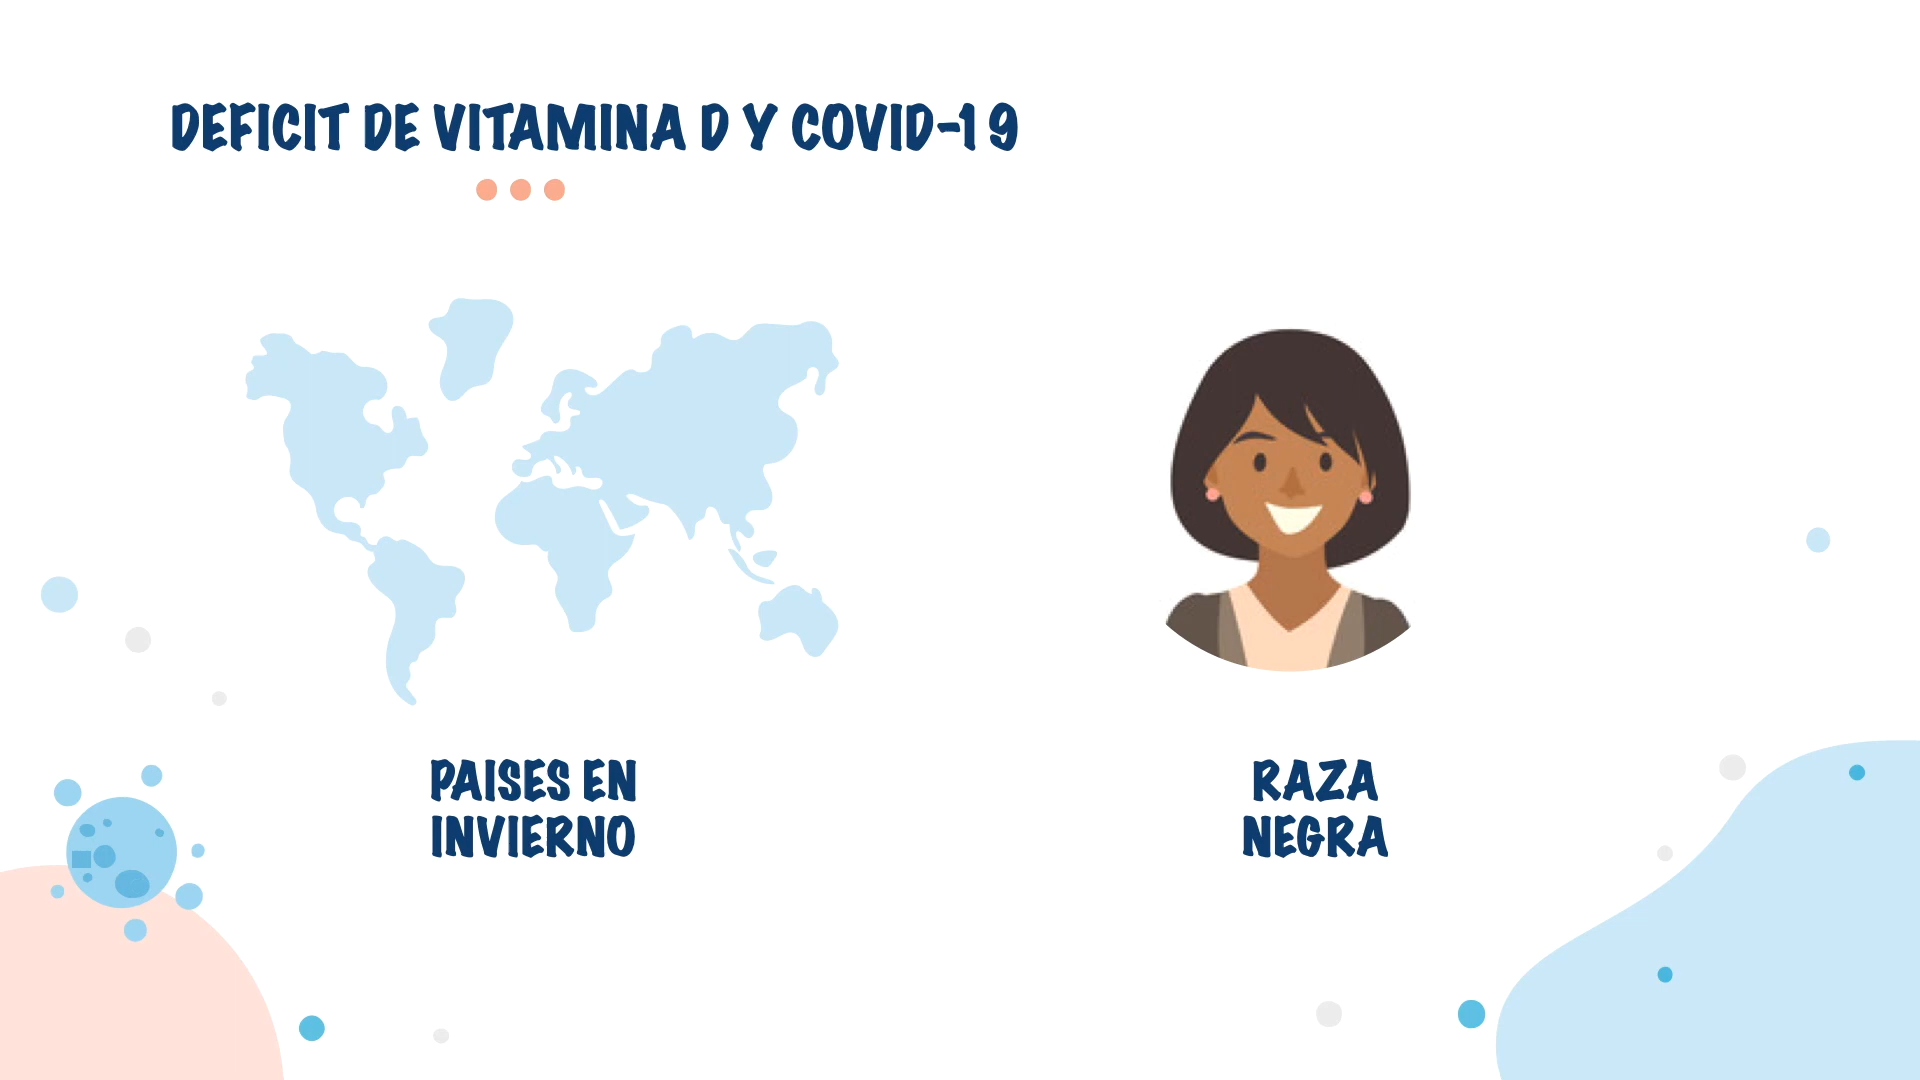 DEFICIT DE VITAMINA D Y COVID-19
PAISES EN
INVIERNO
RAZA
NEGRA